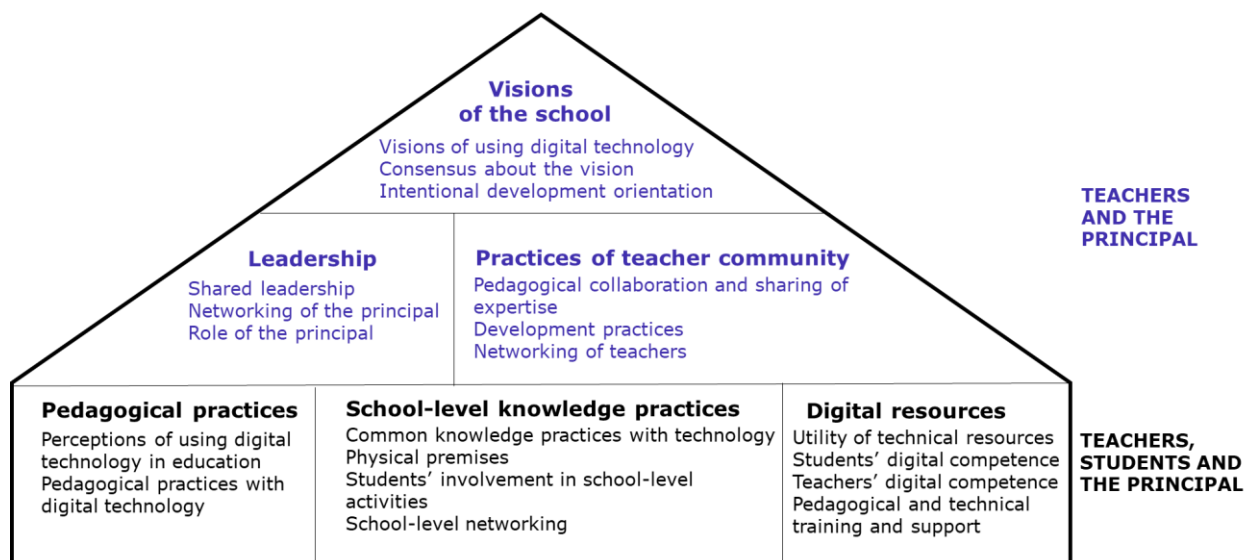 Visions
of the school
Visions of using digital technology
Consensus about the vision
Intentional development orientation
TEACHERS
AND THE
PRINCIPAL
Leadership
Shared leadership
Networking of the principal
Role of the principal
Practices of teacher community
Pedagogical collaboration and sharing of
expertise
Development practices
Networking of teachers
Pedagogical practices
Perceptions of using digital
technology in education
Pedagogical practices with
digital technology
School-level knowledge practices
Common knowledge practices with technology
Physical premises
Students' involvement in school-level
activities
School-level networking
Digital resources
Utility of technical resources
Students' digital competence
Teachers' digital competence
Pedagogical and technical
training and support
TEACHERS,
STUDENTS AND
THE PRINCIPAL